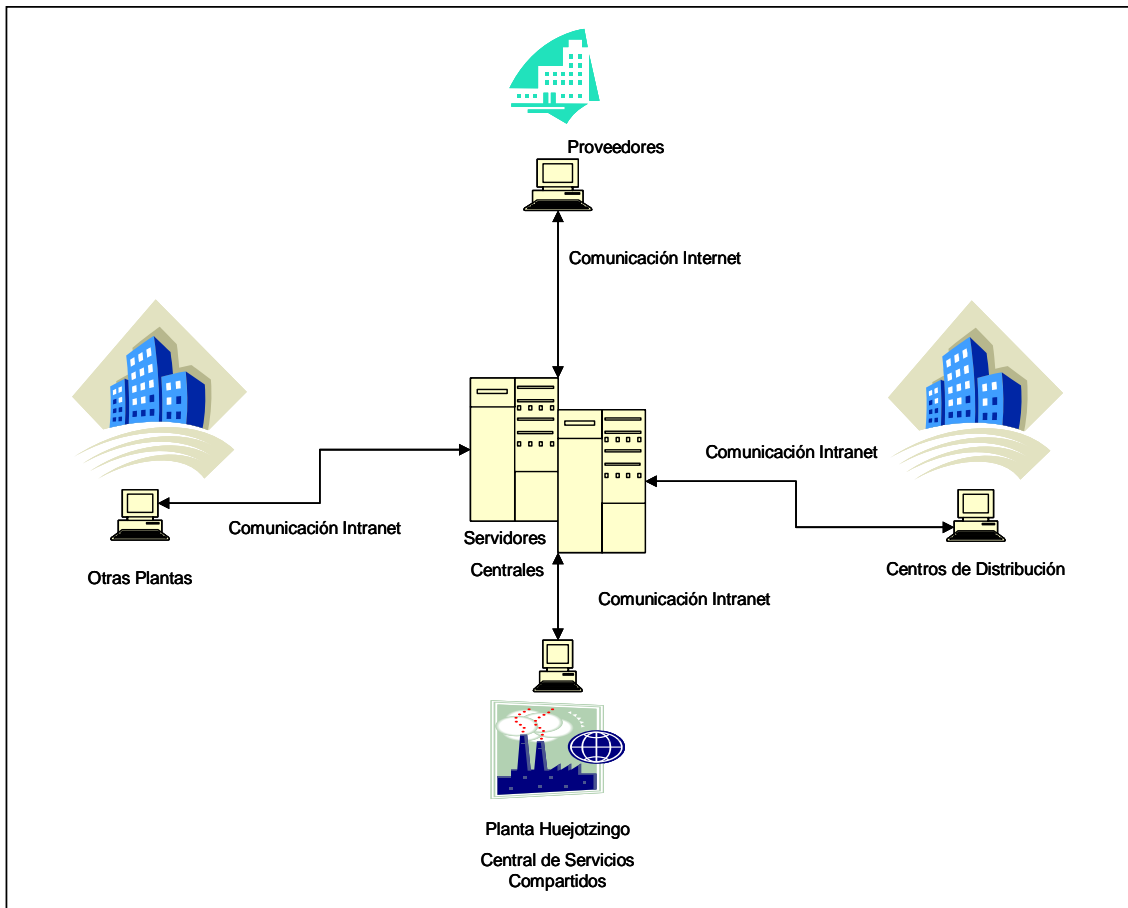 Proveedores
Comunicación Internet
Comunicación Intranet
Comunicación Intranet
Servidores
Centrales
Otras Plantas
Centros de Distribución
Comunicación Intranet
Planta Huejotzingo
Central de Servicios
Compartidos